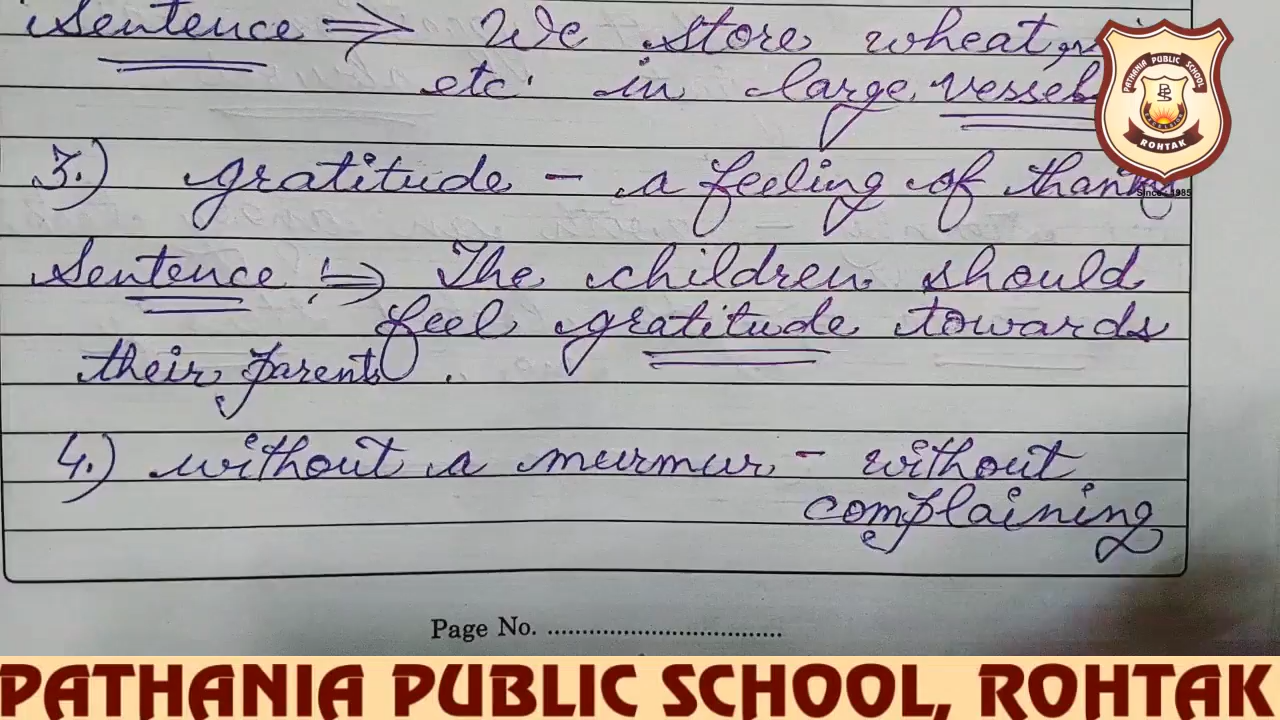 Sentence ⇒ We store wheat,
etc. in large vessels
3.) gratitude - a feeling of thanks
Sentence :⇒ The children should
feel gratitude towards
their parents .
4.) without a murmur - without
complaining
Page No. ..................................
PATHANIA PUBLIC SCHOOL
PS
EXCELSIOR
ROHTAK
Since 1985
PATHANIA PUBLIC SCHOOL, ROHTAK